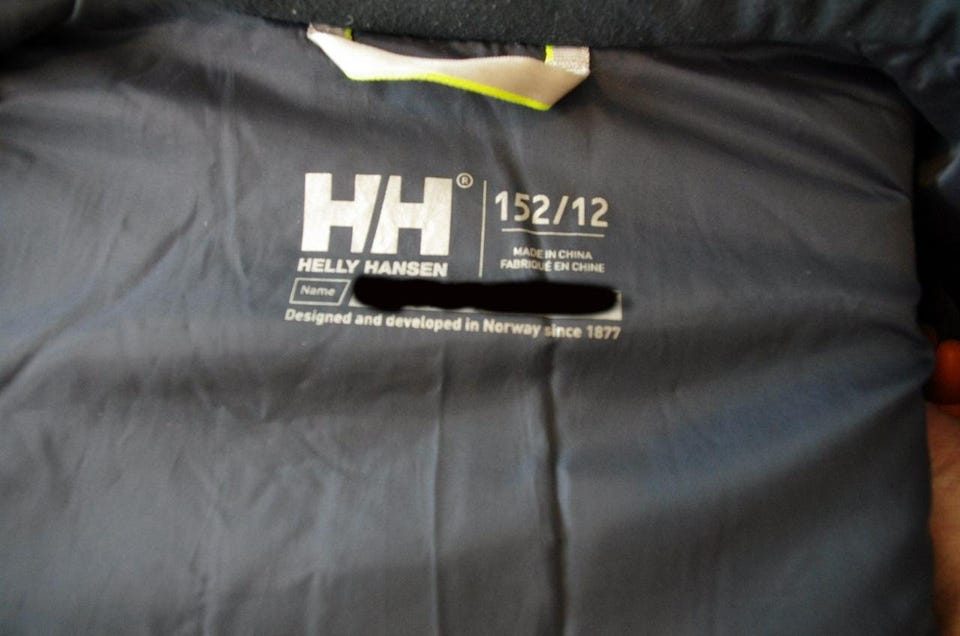 HH®
HELLY HANSEN
152/12
MADE IN CHINA
FABRIQUÉ EN CHINE
Name
Designed and developed in Norway since 1877